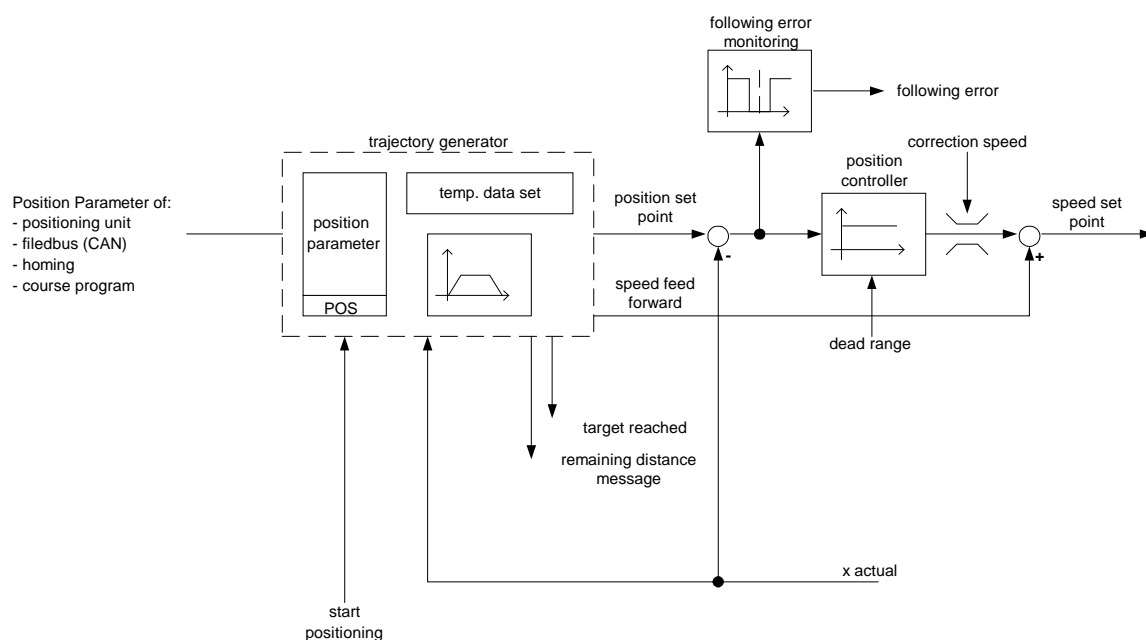 following error
monitoring
following error
trajectory generator
correction speed
position
controller
Position Parameter of:
- positioning unit
- filedbus (CAN)
- homing
- course program
position
parameter
POS
temp. data set
position set
point
-
speed set
point
+
speed feed
forward
dead range
target reached
remaining distance
message
x actual
start
positioning